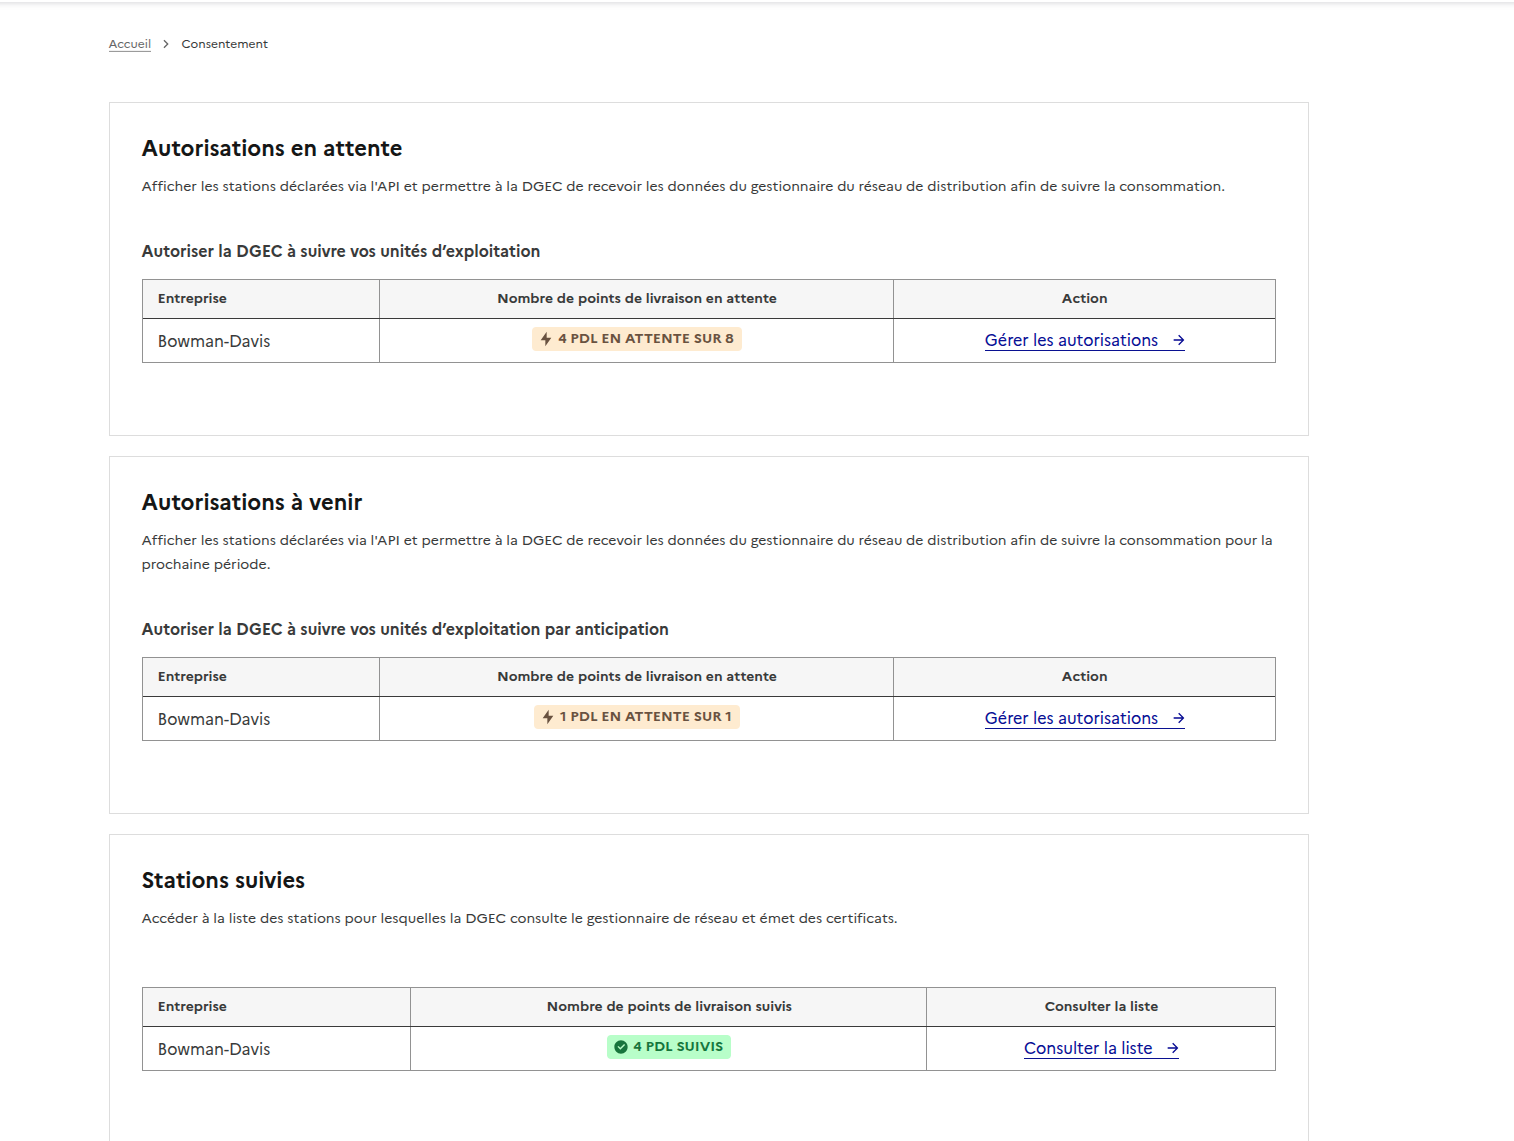 Accueil > Consentement
Autorisations en attente
Afficher les stations déclarées via l'API et permettre à la DGEC de recevoir les données du gestionnaire du réseau de distribution afin de suivre la consommation.
Autoriser la DGEC à suivre vos unités d’exploitation
Entreprise Nombre de points de livraison en attente Action
Bowman-Davis 4 PDL EN ATTENTE SUR 8 Gérer les autorisations →
Autorisations à venir
Afficher les stations déclarées via l'API et permettre à la DGEC de recevoir les données du gestionnaire du réseau de distribution afin de suivre la consommation pour la
prochaine période.
Autoriser la DGEC à suivre vos unités d’exploitation par anticipation
Entreprise Nombre de points de livraison en attente Action
Bowman-Davis 1 PDL EN ATTENTE SUR 1 Gérer les autorisations →
Stations suivies
Accéder à la liste des stations pour lesquelles la DGEC consulte le gestionnaire de réseau et émet des certificats.
Entreprise Nombre de points de livraison suivis Consulter la liste
Bowman-Davis 4 PDL SUIVIS Consulter la liste →